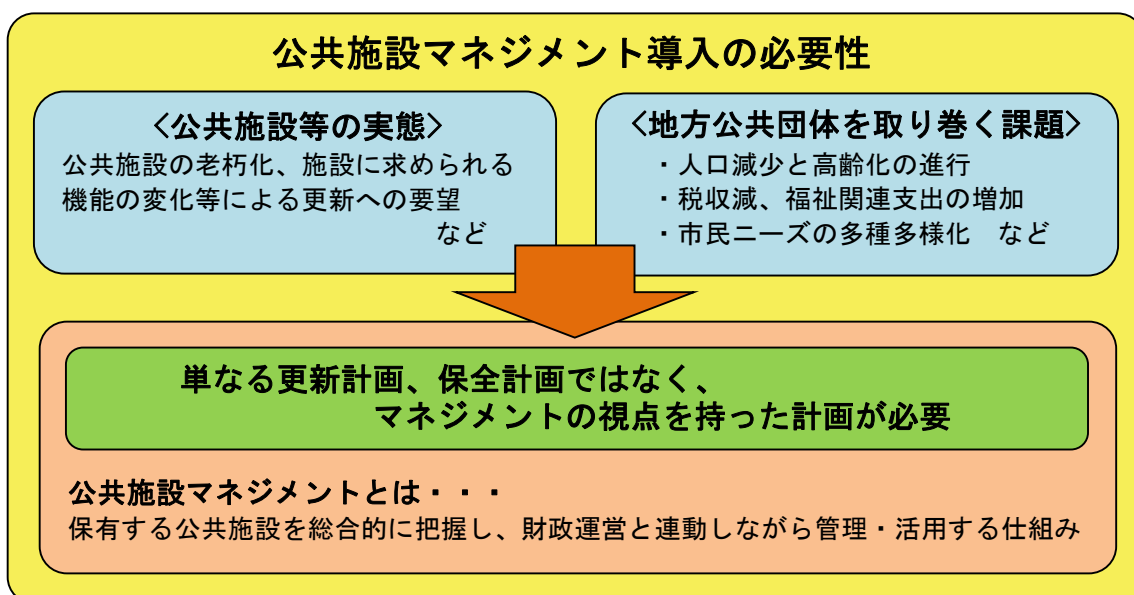 公共施設マネジメント導入の必要性
<公共施設等の実態>
公共施設の老朽化、施設に求められる
機能の変化等による更新への要望
など
<地方公共団体を取り巻く課題>
・人口減少と高齢化の進行
・税収減、福祉関連支出の増加
・市民ニーズの多種多様化　など
単なる更新計画、保全計画ではなく、
マネジメントの視点を持った計画が必要
公共施設マネジメントとは・・・
保有する公共施設を総合的に把握し、財政運営と連動しながら管理・活用する仕組み